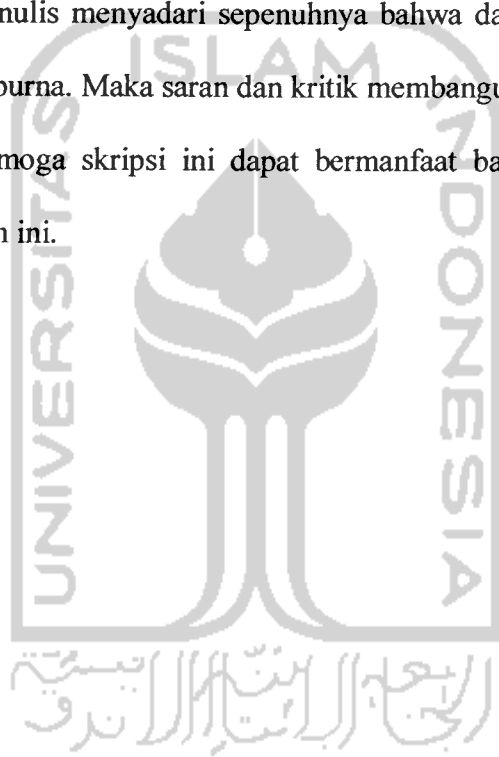 nulis menyadari sepenuhnya bahwa da
purna. Maka saran dan kritik membangu
moga skripsi ini dapat bermanfaat ba
n ini.
ISLAM
UNIVERSITAS
INDONESIA